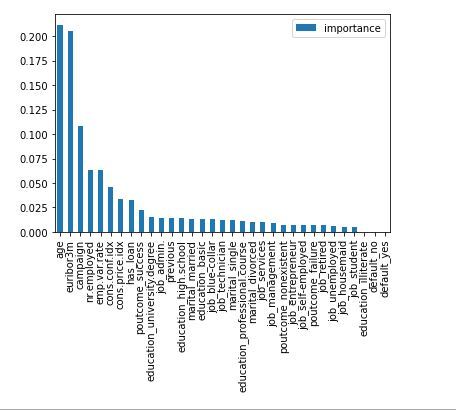 importance
0.200
0.175
0.150
0.125
0.100
0.075
0.050
0.025
0.000
age
euribor3m
campaign
nr.employed
emp.var.rate
cons.conf.idx
cons.price.idx
has_loan
poutcome_success
education_university.degree
job_admin.
previous
education_high.school
marital_married
education_basic
job_blue-collar
job_technician
marital_single
education_professional_course
marital_divorced
job_services
job_management
poutcome_nonexistent
job_entrepreneur
job_self-employed
poutcome_failure
job_retired
job_unemployed
job_housemaid
job_student
education_illiterate
default_no
default_yes